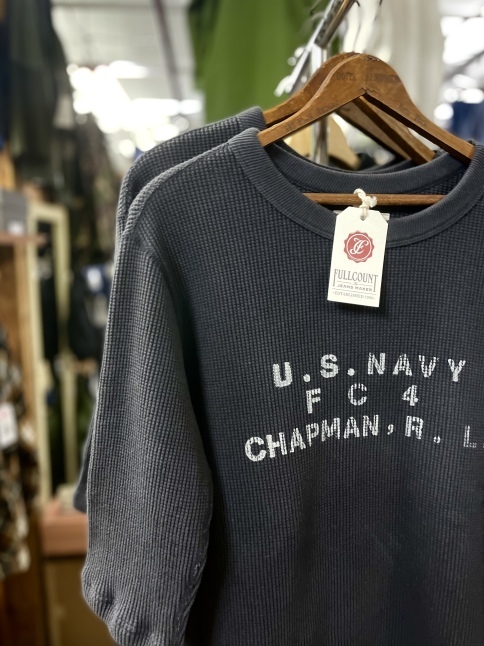 FULLCOUNT
JEANS MAKER
U.S. NAVY
F C 4
CHAPMAN, R. L.